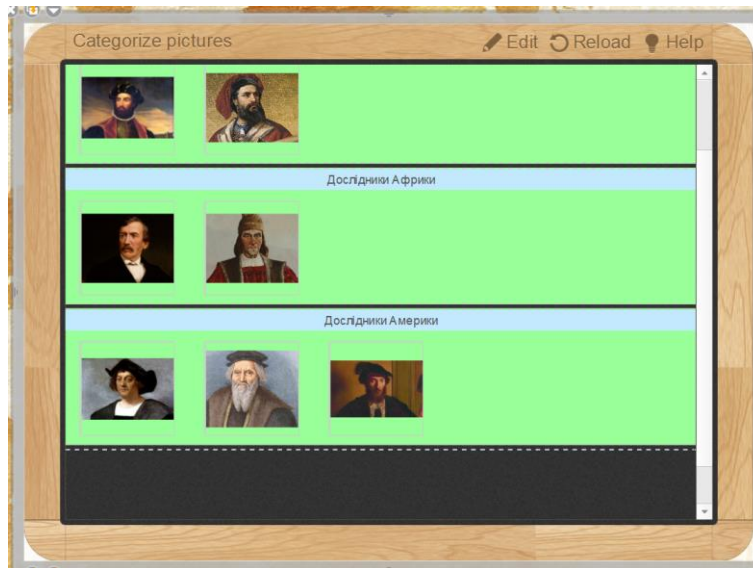 Categorize pictures Edit Reload Help
Дослідники Африки
Дослідники Америки